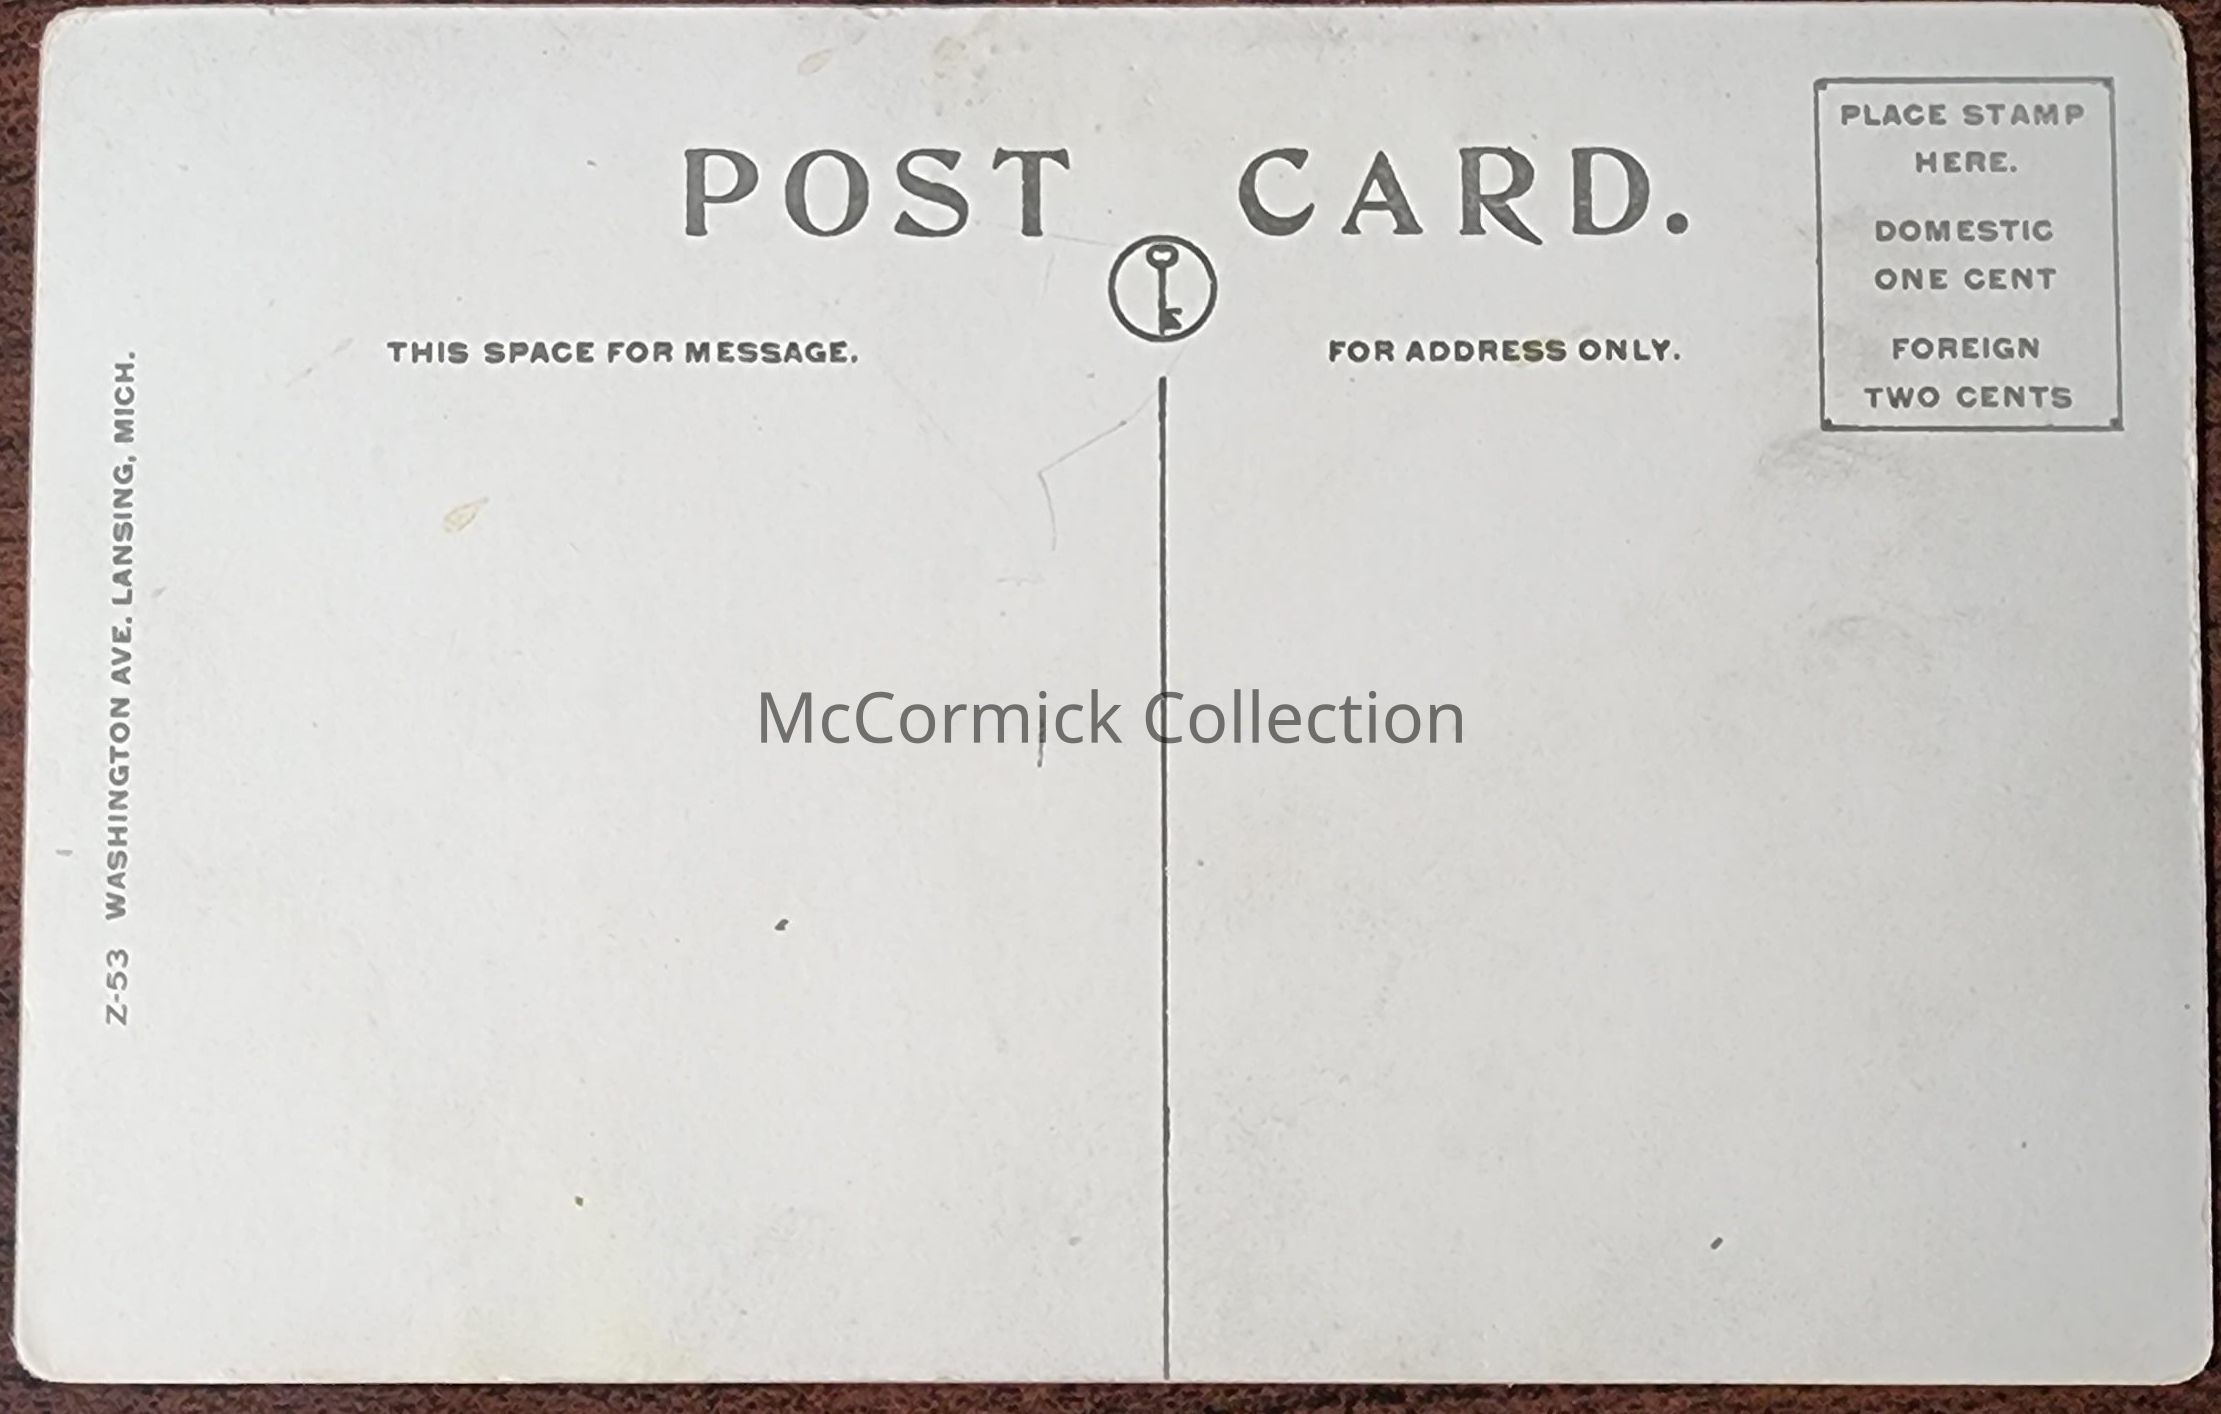 POST CARD.
PLACE STAMP
HERE.
DOMESTIC
ONE CENT
FOREIGN
TWO CENTS
THIS SPACE FOR MESSAGE.
FOR ADDRESS ONLY.
Z-53 WASHINGTON AVE. LANSING, MICH.
McCormick Collection